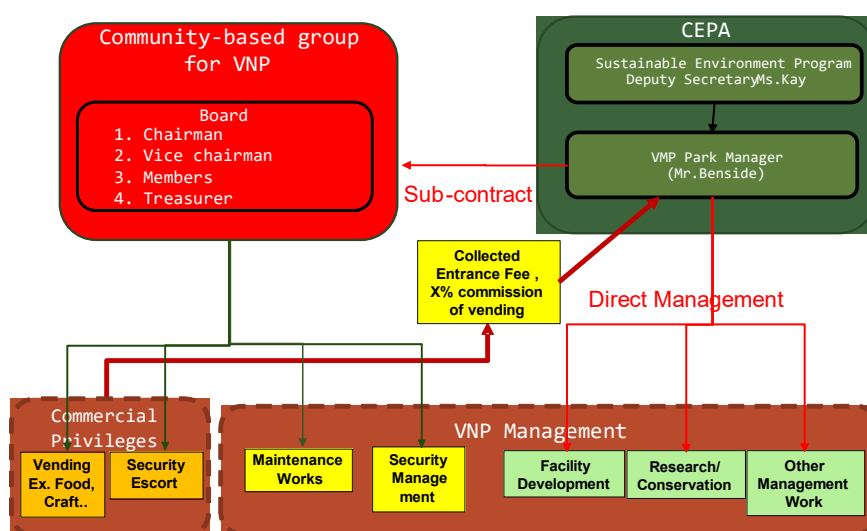 Community-based group
for VNP
Board
1. Chairman
2. Vice chairman
3. Members
4. Treasurer
CEPA
Sustainable Environment Program
Deputy SecretaryMs.Kay
VMP Park Manager
(Mr.Benside)
Sub-contract
Collected
Entrance Fee ,
X% commission
of vending
Direct Management
Commercial
Privileges
Vending
Ex. Food,
Craft..
Security
Escort
VNP Management
Maintenance
Works
Security
Manage
ment
Facility
Development
Research/
Conservation
Other
Management
Work